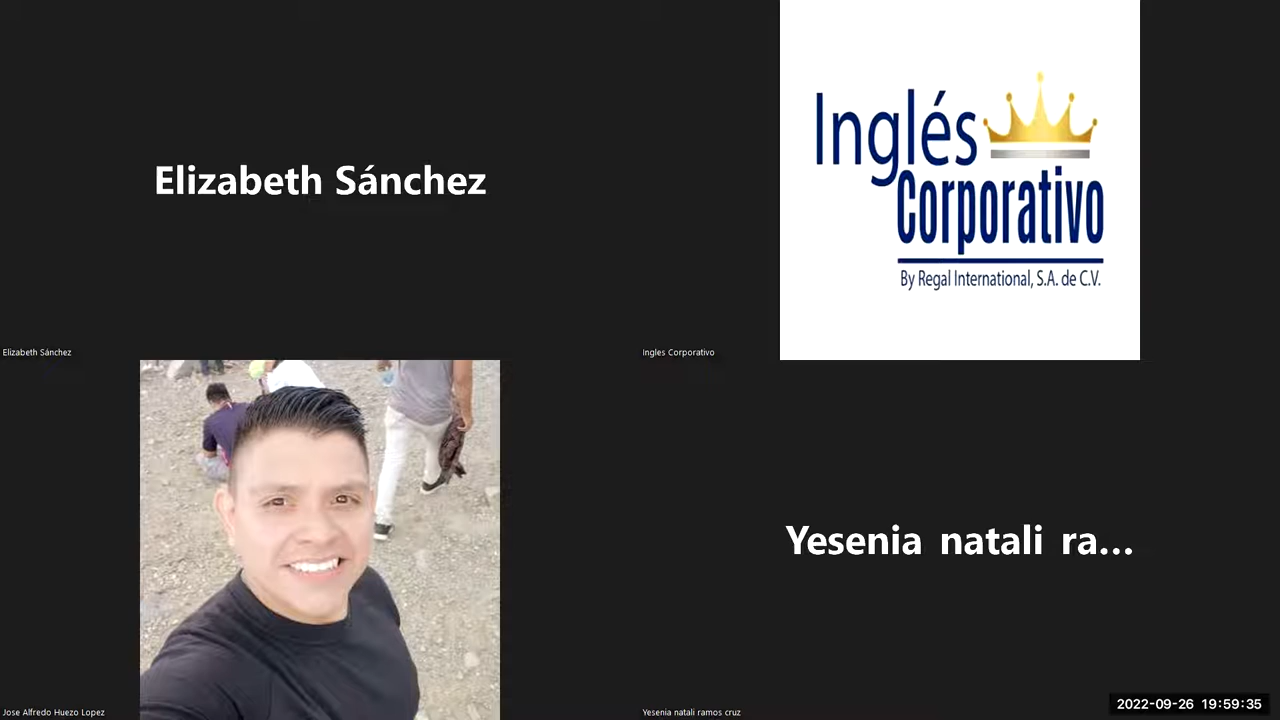 Elizabeth Sánchez
Inglés
Corporativo
By Regal International, S.A. de C.V.
Elizabeth Sánchez
Ingles Corporativo
Yesenia natali ra...
Jose Alfredo Huezo Lopez
Yesenia natali ramos cruz
2022-09-26 19:59:35